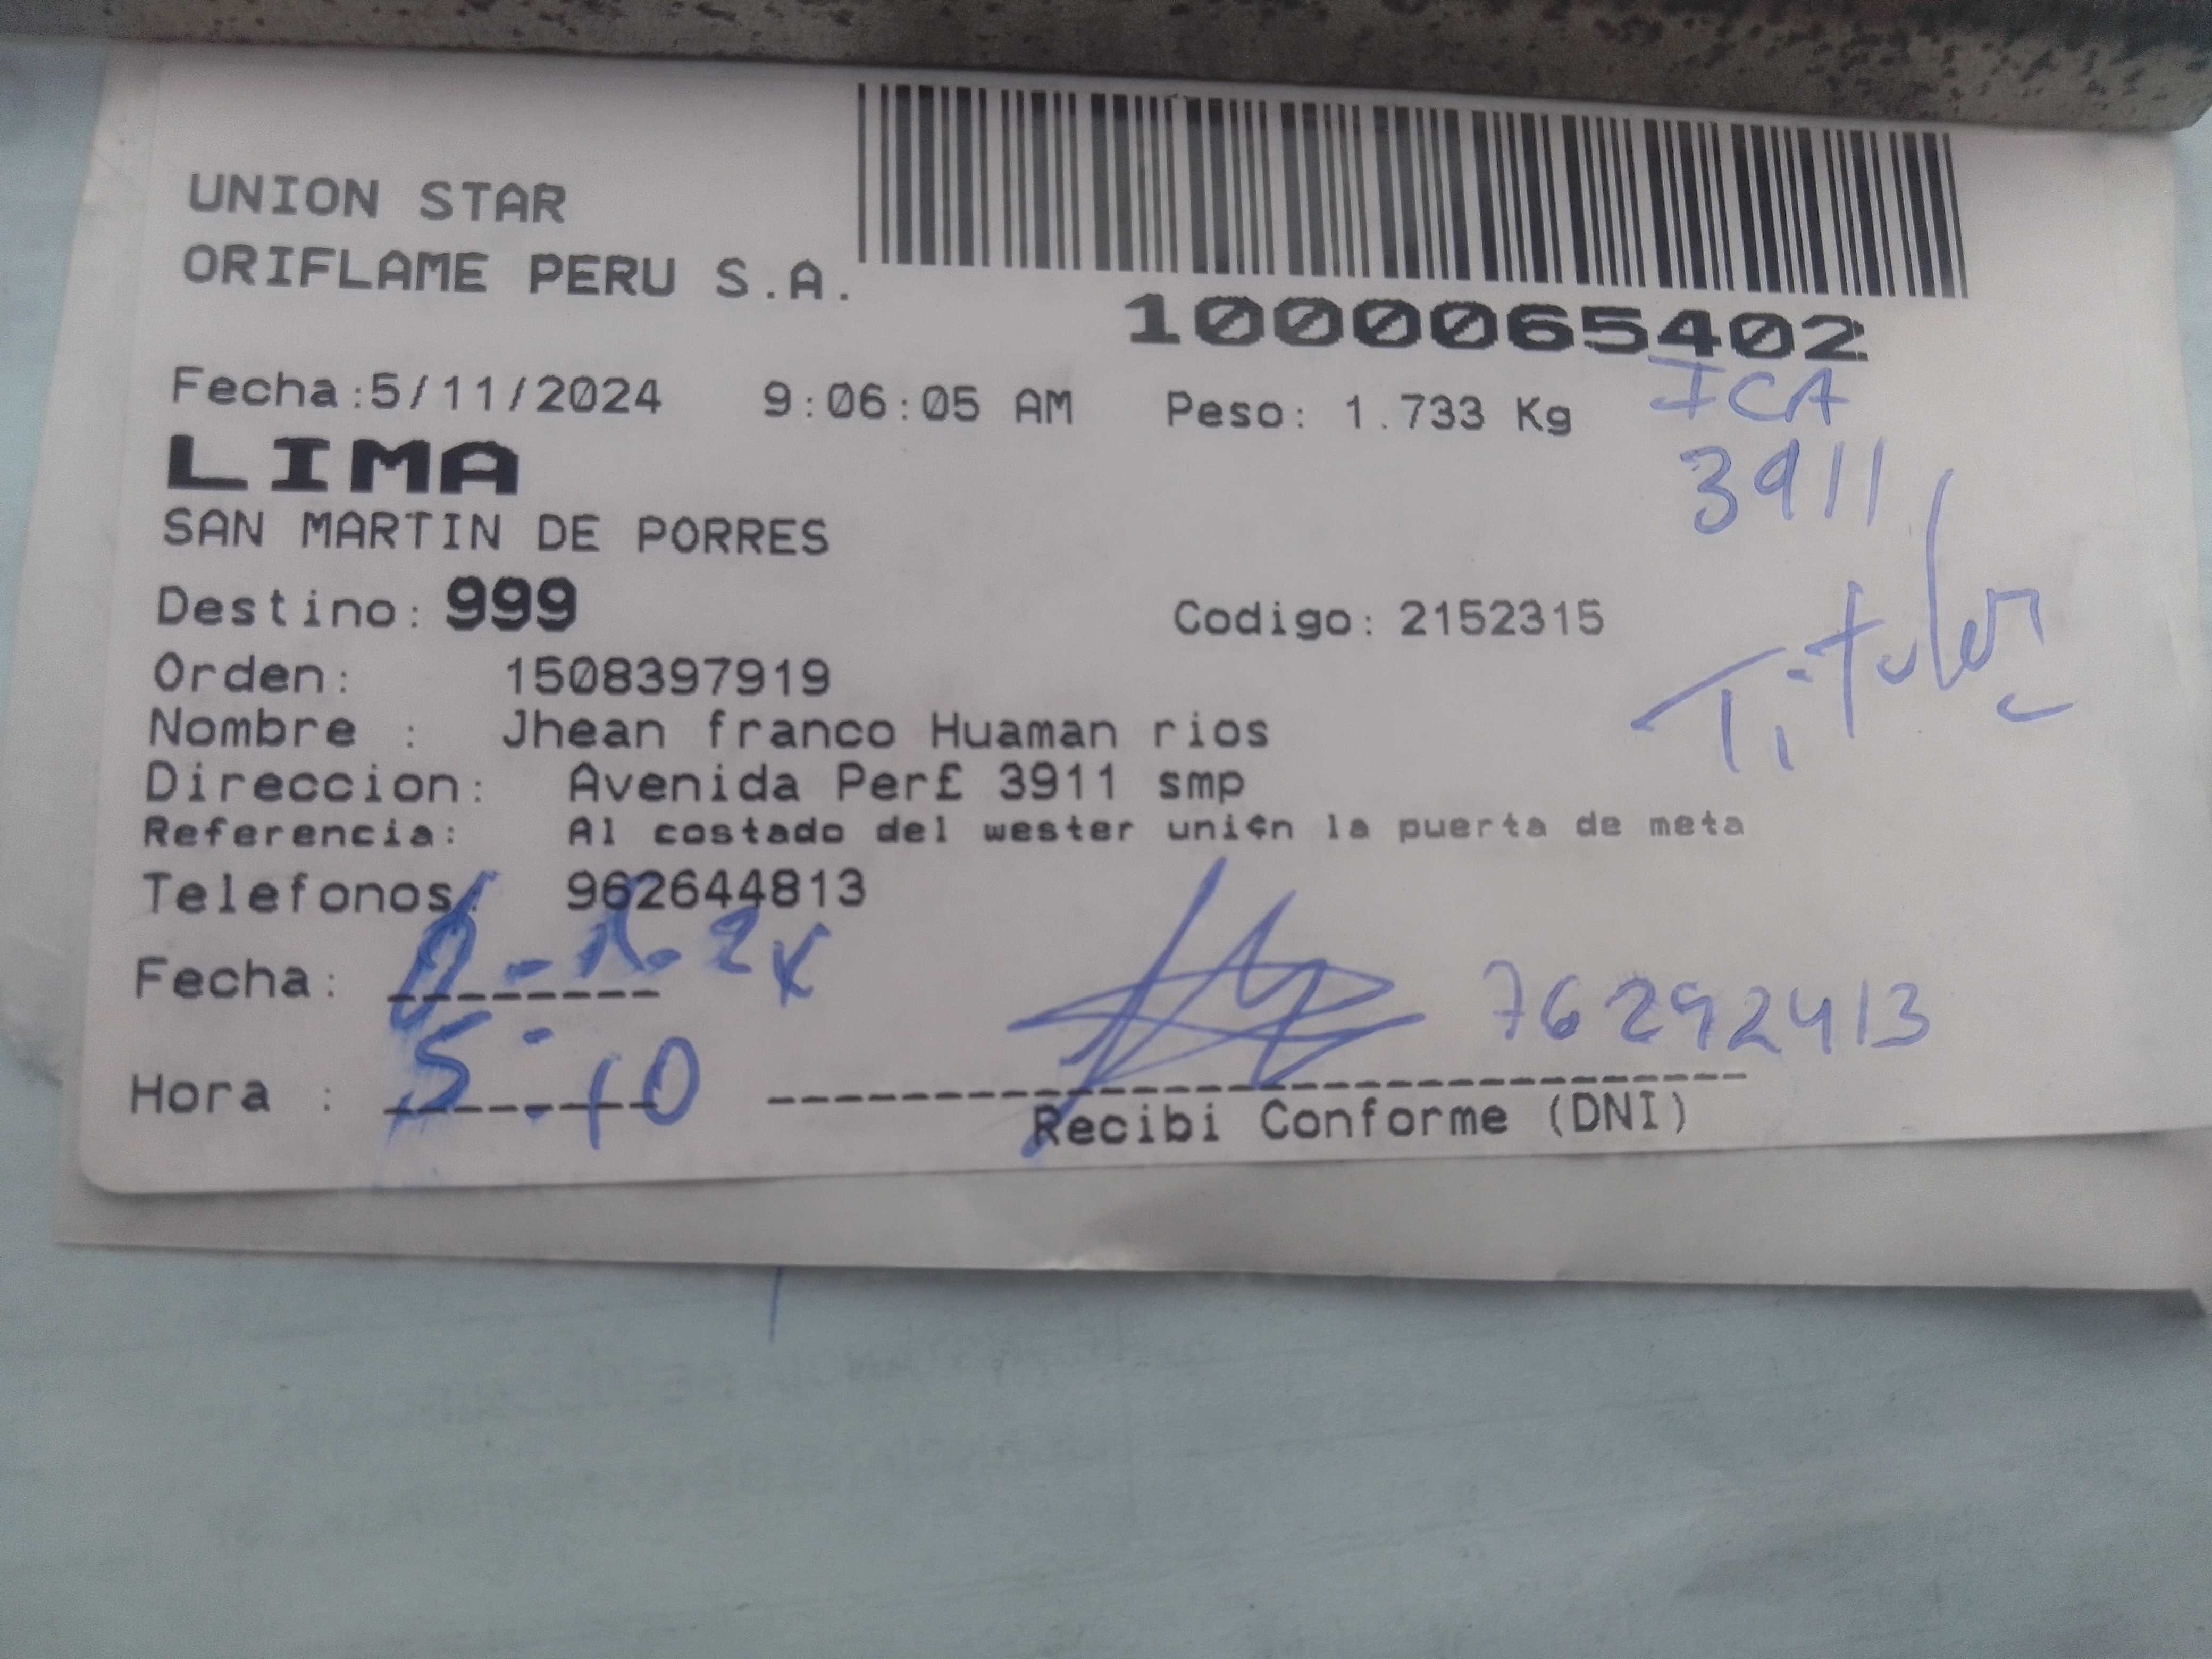 UNION STAR
ORIFLAME PERU S.A.
1000065402
ICA
Fecha:5/11/2024 9:06:05 AM Peso: 1.733 Kg
3911
LIMA
SAN MARTIN DE PORRES
Titular
Destino: 999 Codigo: 2152315
Orden: 1508397919
Nombre : Jhean franco Huaman rios
Direccion: Avenida Per£ 3911 smp
Referencia: Al costado del wester uni¢n la puerta de meta
Telefonos: 962644813
Fecha:
76292413
Hora : 5:10
Recibi Conforme (DNI)